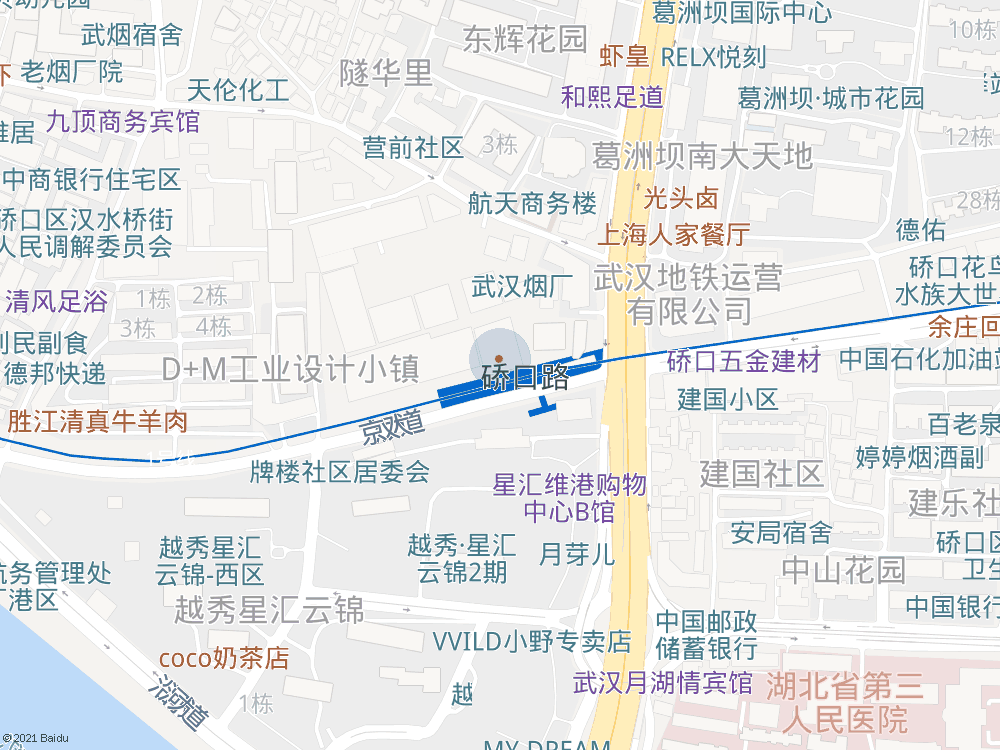 葛洲坝国际中心
武烟宿舍
东辉花园
10栋
虾皇
RELX悦刻
老烟厂院
隧华里
天伦化工
和熙足道
葛洲坝·城市花园
九顶商务宾馆
雅居
12栋
营前社区
3栋
葛洲坝南大天地
中商银行住宅区
光头卤
航天商务楼
28栋
硚口区汉水桥街
人民调解委员会
上海人家餐厅
德佑
武汉地铁运营
有限公司
硚口花鸟
水族大世
武汉烟厂
清风足浴
1栋
2栋
3栋
4栋
余庄回
利民副食
D+M工业设计小镇
硚口五金建材
中国石化加油站
德邦快递
硚口路
建国小区
胜江清真牛羊肉
京汉大道
百老泉
牌楼社区居委会
婷婷烟酒副
建国社区
星汇维港购物
中心B馆
建乐社
安局宿舍
越秀星汇
云锦-西区
越秀·星汇
云锦2期
月芽儿
硚口区
卫生
航务管理处
厂港区
中山花园
越秀星汇云锦
中国银行
中国邮政
储蓄银行
VVILD小野专卖店
coco奶茶店
武汉月湖情宾馆
湖北省第三
人民医院
沿河大道
1栋
越
MY DREAM
© 2021 Baidu